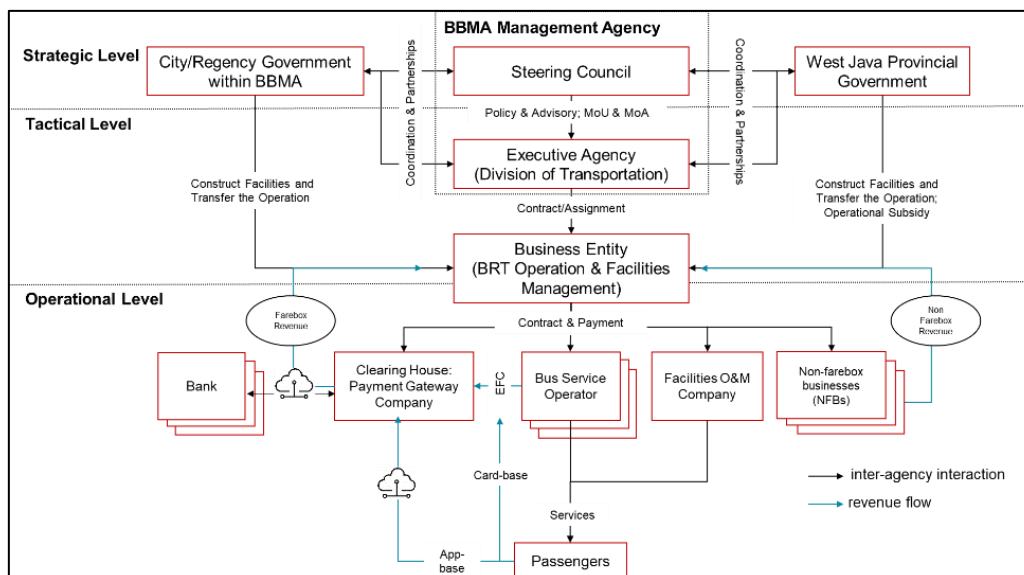 BBMA Management Agency
Strategic Level
City/Regency Government
within BBMA
Coordination & Partnerships
Steering Council
Coordination & Partnerships
West Java Provincial
Government
Tactical Level
Policy & Advisory; MoU & MoA
Coordination & Partnerships
Executive Agency
(Division of Transportation)
Coordination & Partnerships
Construct Facilities and
Transfer the Operation
Contract/Assignment
Construct Facilities and
Transfer the Operation;
Operational Subsidy
Business Entity
(BRT Operation & Facilities
Management)
Operational Level
Farebox
Revenue
Non
Farebox
Revenue
Contract & Payment
Bank
Clearing House:
Payment Gateway
Company
EFC
Bus Service
Operator
Facilities O&M
Company
Non-farebox
businesses
(NFBs)
Card-base
inter-agency interaction
revenue flow
Services
App-
base
Passengers